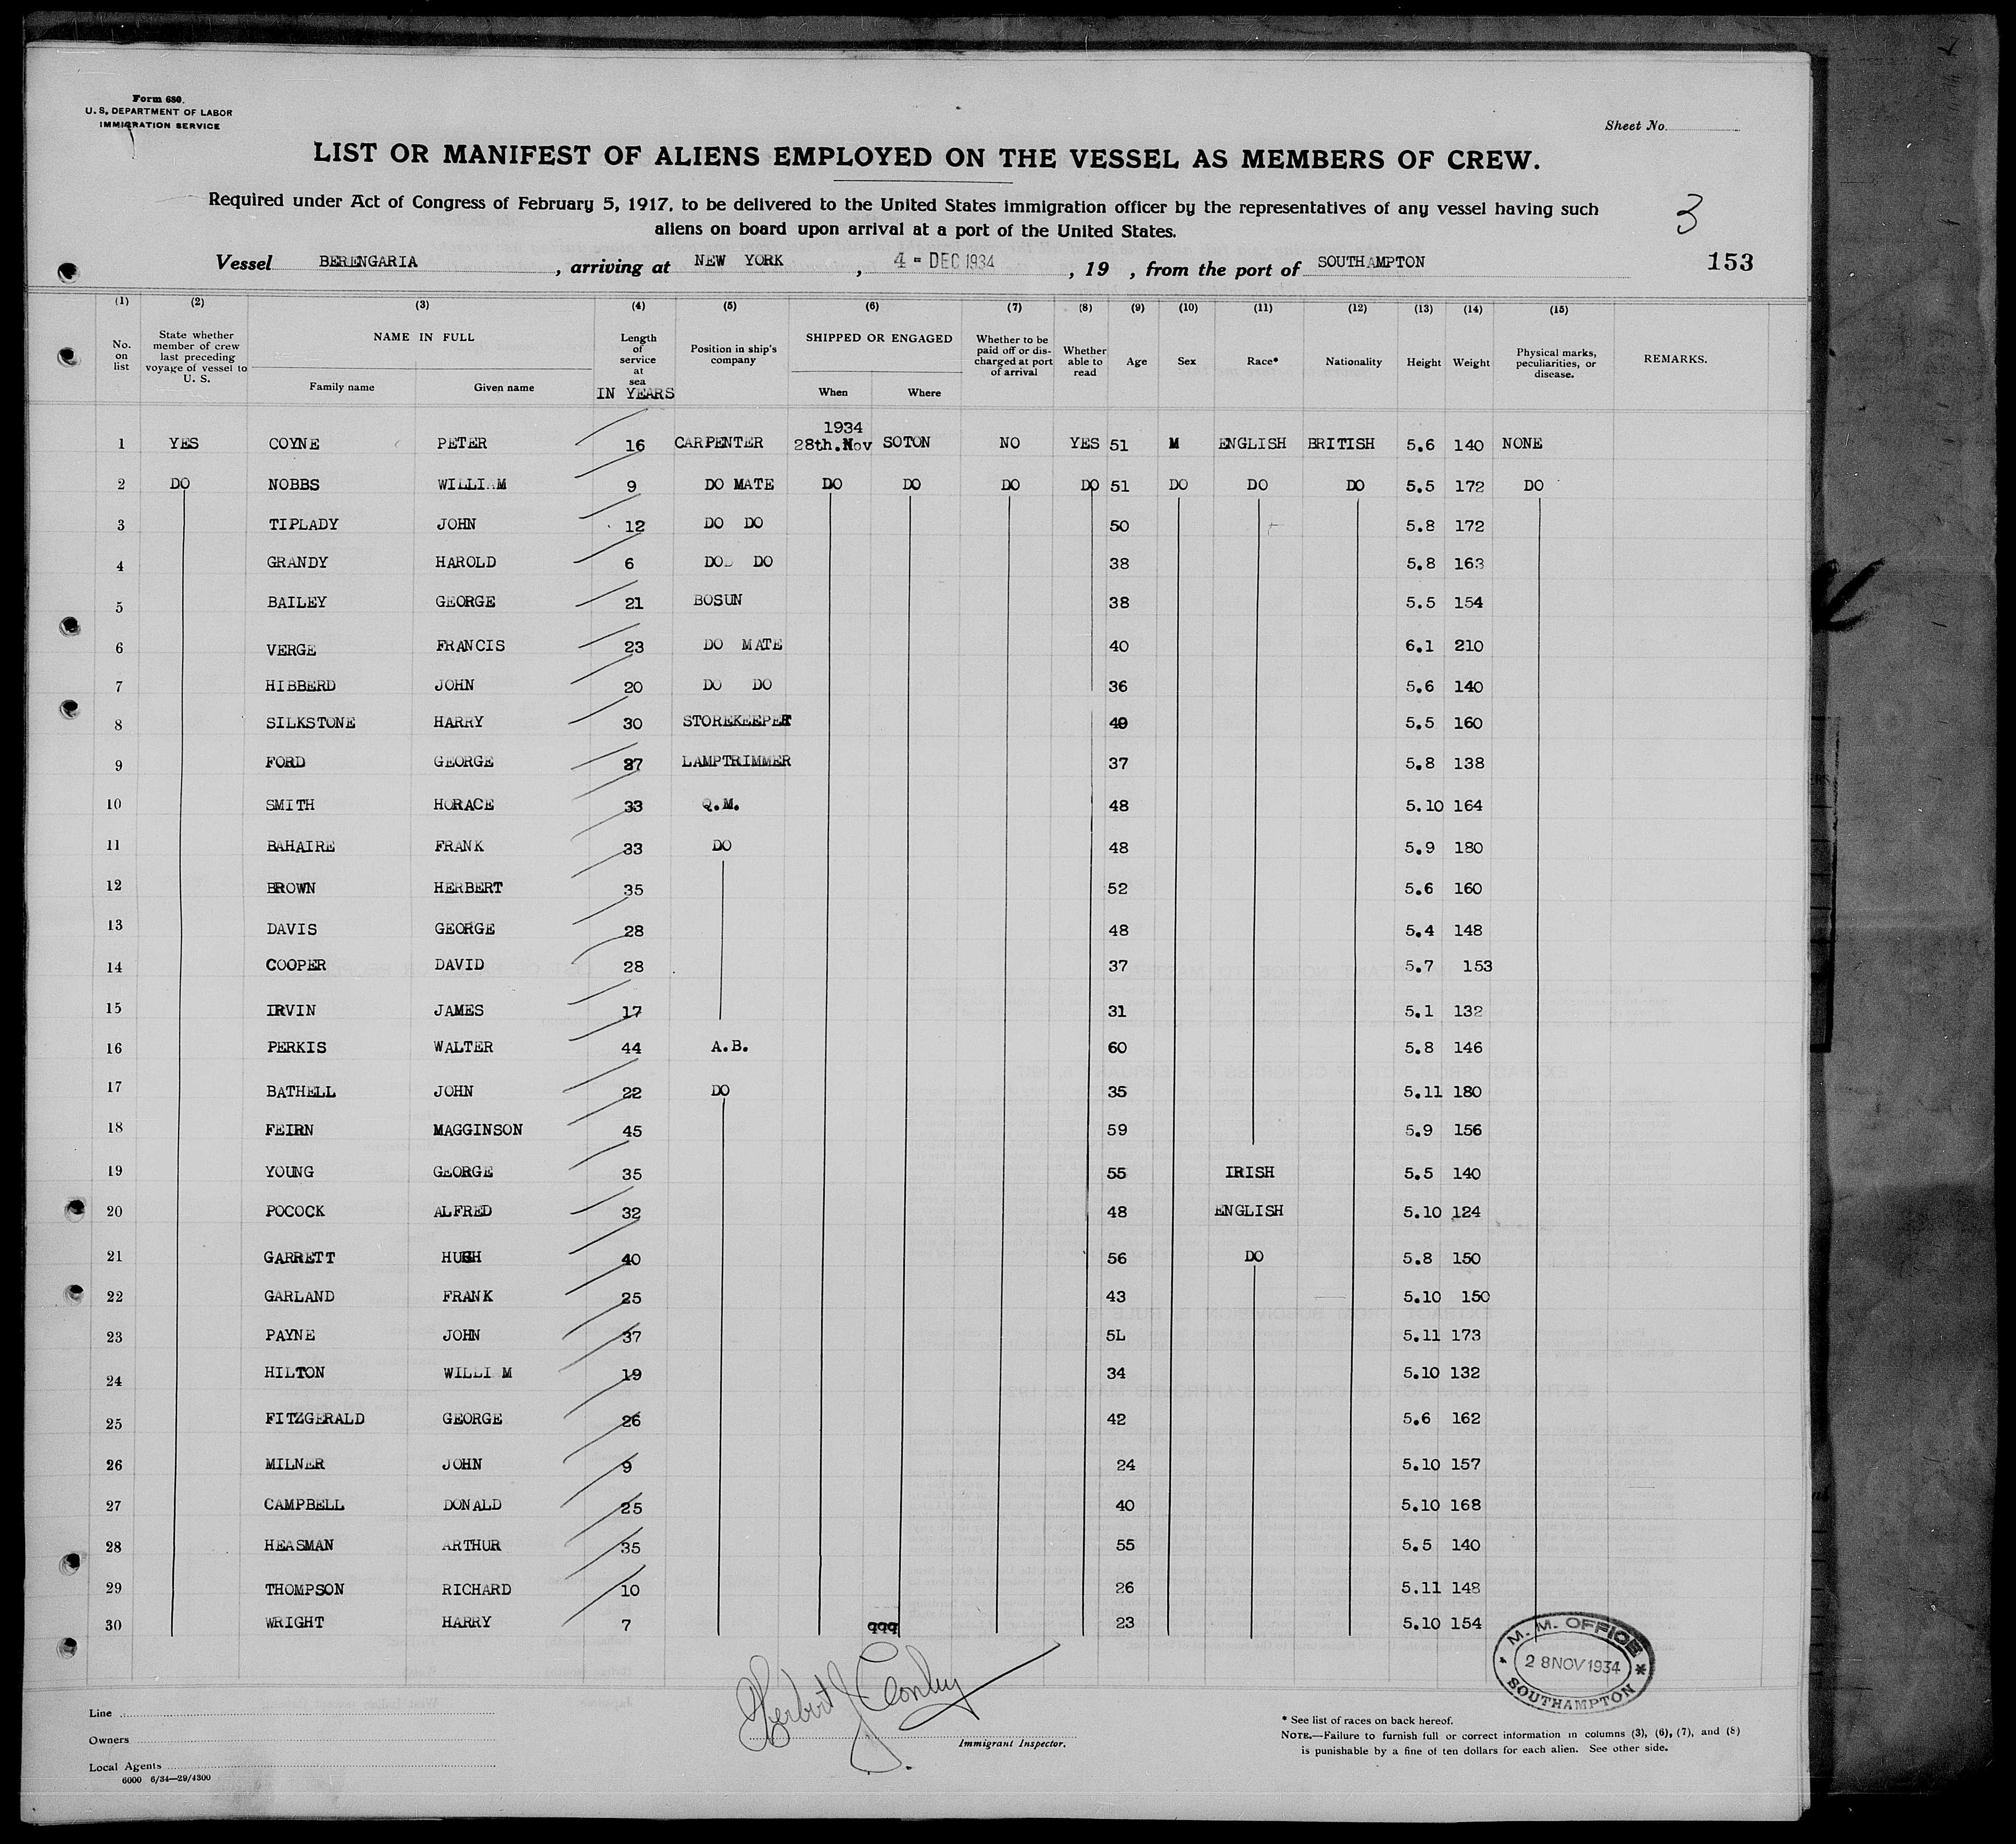 Form 680.
U. S. DEPARTMENT OF LABOR
IMMIGRATION SERVICE
Sheet No.
LIST OR MANIFEST OF ALIENS EMPLOYED ON THE VESSEL AS MEMBERS OF CREW.
Required under Act of Congress of February 5, 1917, to be delivered to the United States immigration officer by the representatives of any vessel having such
aliens on board upon arrival at a port of the United States.
3
Vessel BERENGARIA, arriving at NEW YORK, 4 - DEC 1934, 19 , from the port of SOUTHAMPTON 153
(1) (2) (3) (4) (5) (6) (7) (8) (9) (10) (11) (12) (13) (14) (15)
No. on list State whether member of crew last preceding voyage of vessel to U. S. NAME IN FULL Family name Given name Length of service at sea IN YEARS Position in ship's company SHIPPED OR ENGAGED When Where Whether to be paid off or discharged at port of arrival Whether able to read Age Sex Race* Nationality Height Weight Physical marks, peculiarities, or disease. REMARKS.
1934
1 YES COYNE PETER 16 CARPENTER 28th.Nov SOTON NO YES 51 M ENGLISH BRITISH 5.6 140 NONE
2 DO NOBBS WILLI.M 9 DO MATE DO DO DO DO 51 DO DO DO 5.5 172 DO
3 TIPLADY JOHN 12 DO DO 50 5.8 172
4 GRANDY HAROLD 6 DO DO 38 5.8 163
5 BAILEY GEORGE 21 BOSUN 38 5.5 154
6 VERGE FRANCIS 23 DO MATE 40 6.1 210
7 HIBBERD JOHN 20 DO DO 36 5.6 140
8 SILKSTONE HARRY 30 STOREKEEPER 49 5.5 160
9 FORD GEORGE LAMPTRIMMER 37 5.8 138
10 SMITH HORACE 33 Q.M. 48 5.10 164
11 BAHAIRE FRANK 33 DO 48 5.9 180
12 BROWN HERBERT 35 52 5.6 160
13 DAVIS GEORGE 28 48 5.4 148
14 COOPER DAVID 28 37 5.7 153
15 IRVIN JAMES 17 31 5.1 132
16 PERKIS WALTER 44 A.B. 60 5.8 146
17 BATHELL JOHN 22 DO 35 5.11 180
18 FEIRN MAGGINSON 45 59 5.9 156
19 YOUNG GEORGE 35 55 IRISH 5.5 140
20 POCOCK ALFRED 32 48 ENGLISH 5.10 124
21 GARRETT HUGH 40 56 DO 5.8 150
22 GARLAND FRANK 25 43 5.10 150
23 PAYNE JOHN 37 5L 5.11 173
24 HILTON WILLI M 19 34 5.10 132
25 FITZGERALD GEORGE 26 42 5.6 162
26 MILNER JOHN 9 24 5.10 157
27 CAMPBELL DONALD 25 40 5.10 168
28 HEASMAN ARTHUR 35 55 5.5 140
29 THOMPSON RICHARD 10 26 5.11 148
30 WRIGHT HARRY 7 999 23 5.10 154
M. M. OFFICE
28 NOV 1934
SOUTHAMPTON
Line
Owners
Local Agents
6000 6/34—29/4300
Herbert J Conley
Immigrant Inspector.
* See list of races on back hereof.
NOTE.—Failure to furnish full or correct information in columns (3), (6), (7), and (8)
is punishable by a fine of ten dollars for each alien. See other side.